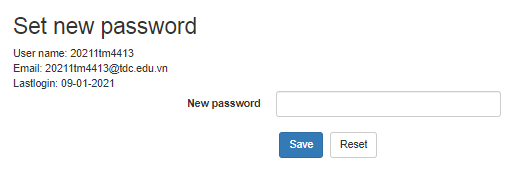 Set new password
User name: 20211tm4413
Email: 20211tm4413@tdc.edu.vn
Lastlogin: 09-01-2021
New password
Save Reset